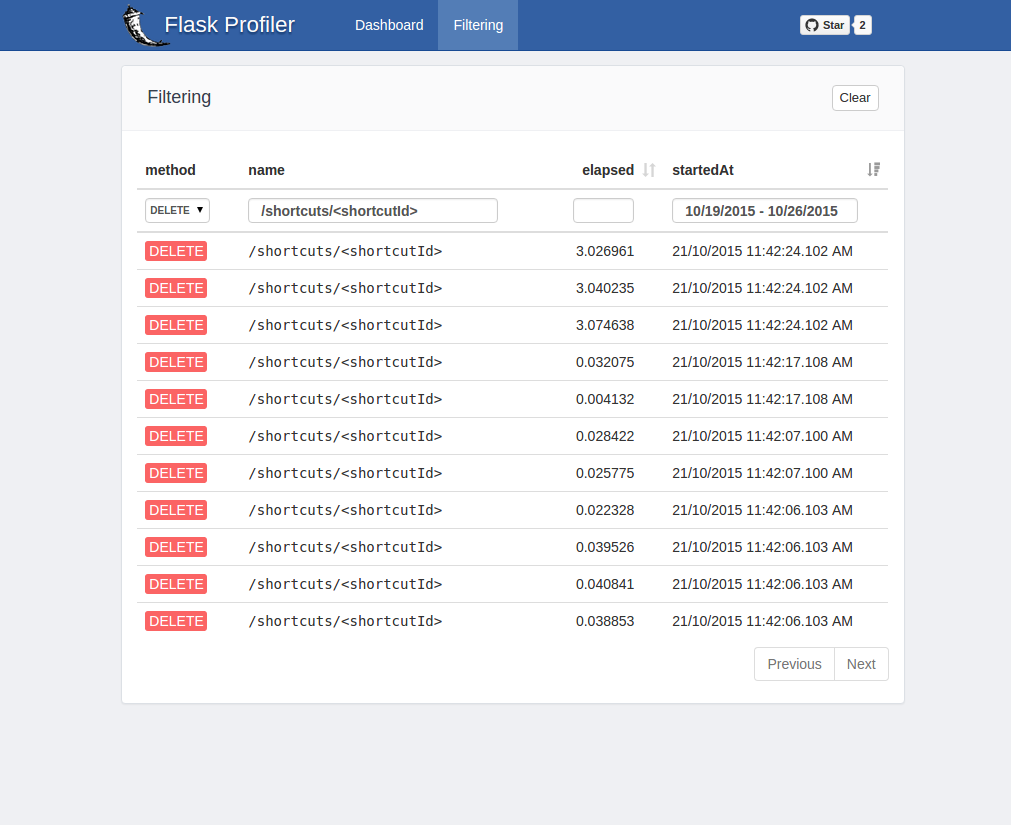 Flask Profiler Dashboard Filtering Star 2
Filtering Clear
method name elapsed startedAt
DELETE /shortcuts/<shortcutId> 10/19/2015 - 10/26/2015
DELETE /shortcuts/<shortcutId> 3.026961 21/10/2015 11:42:24.102 AM
DELETE /shortcuts/<shortcutId> 3.040235 21/10/2015 11:42:24.102 AM
DELETE /shortcuts/<shortcutId> 3.074638 21/10/2015 11:42:24.102 AM
DELETE /shortcuts/<shortcutId> 0.032075 21/10/2015 11:42:17.108 AM
DELETE /shortcuts/<shortcutId> 0.004132 21/10/2015 11:42:17.108 AM
DELETE /shortcuts/<shortcutId> 0.028422 21/10/2015 11:42:07.100 AM
DELETE /shortcuts/<shortcutId> 0.025775 21/10/2015 11:42:07.100 AM
DELETE /shortcuts/<shortcutId> 0.022328 21/10/2015 11:42:06.103 AM
DELETE /shortcuts/<shortcutId> 0.039526 21/10/2015 11:42:06.103 AM
DELETE /shortcuts/<shortcutId> 0.040841 21/10/2015 11:42:06.103 AM
DELETE /shortcuts/<shortcutId> 0.038853 21/10/2015 11:42:06.103 AM
Previous Next